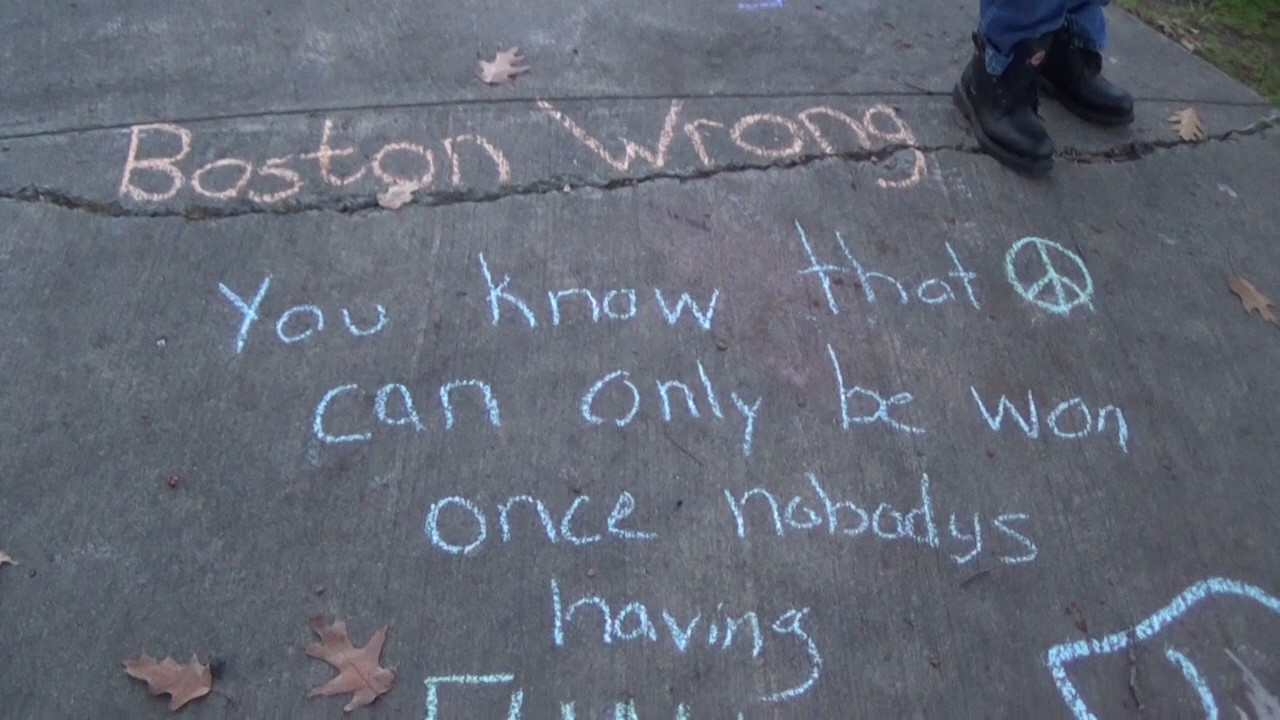 Boston Wrong
You know that ☮
can only be won
once nobodys
having